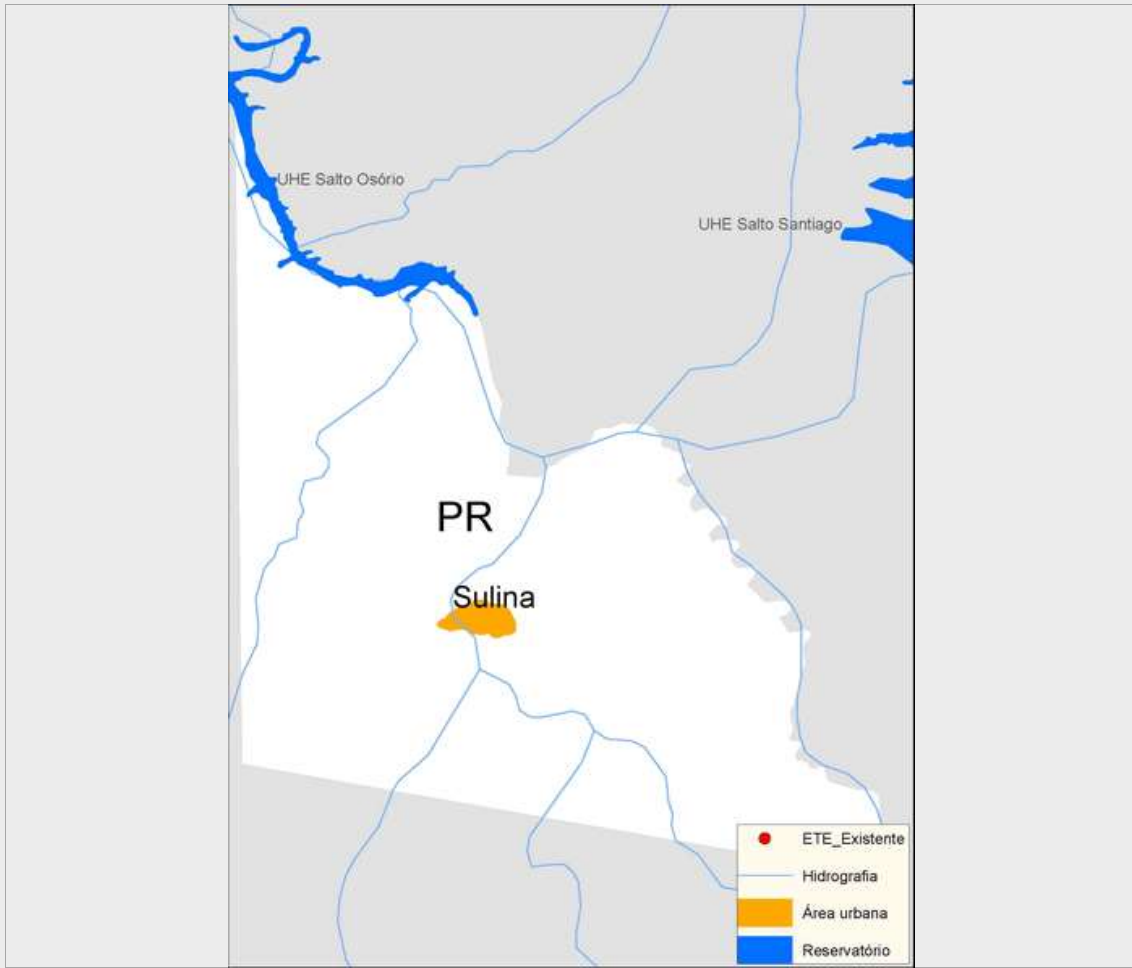 UHE Salto Osório
UHE Salto Santiago
PR
Sulina
ETE_Existente
Hidrografia
Área urbana
Reservatório